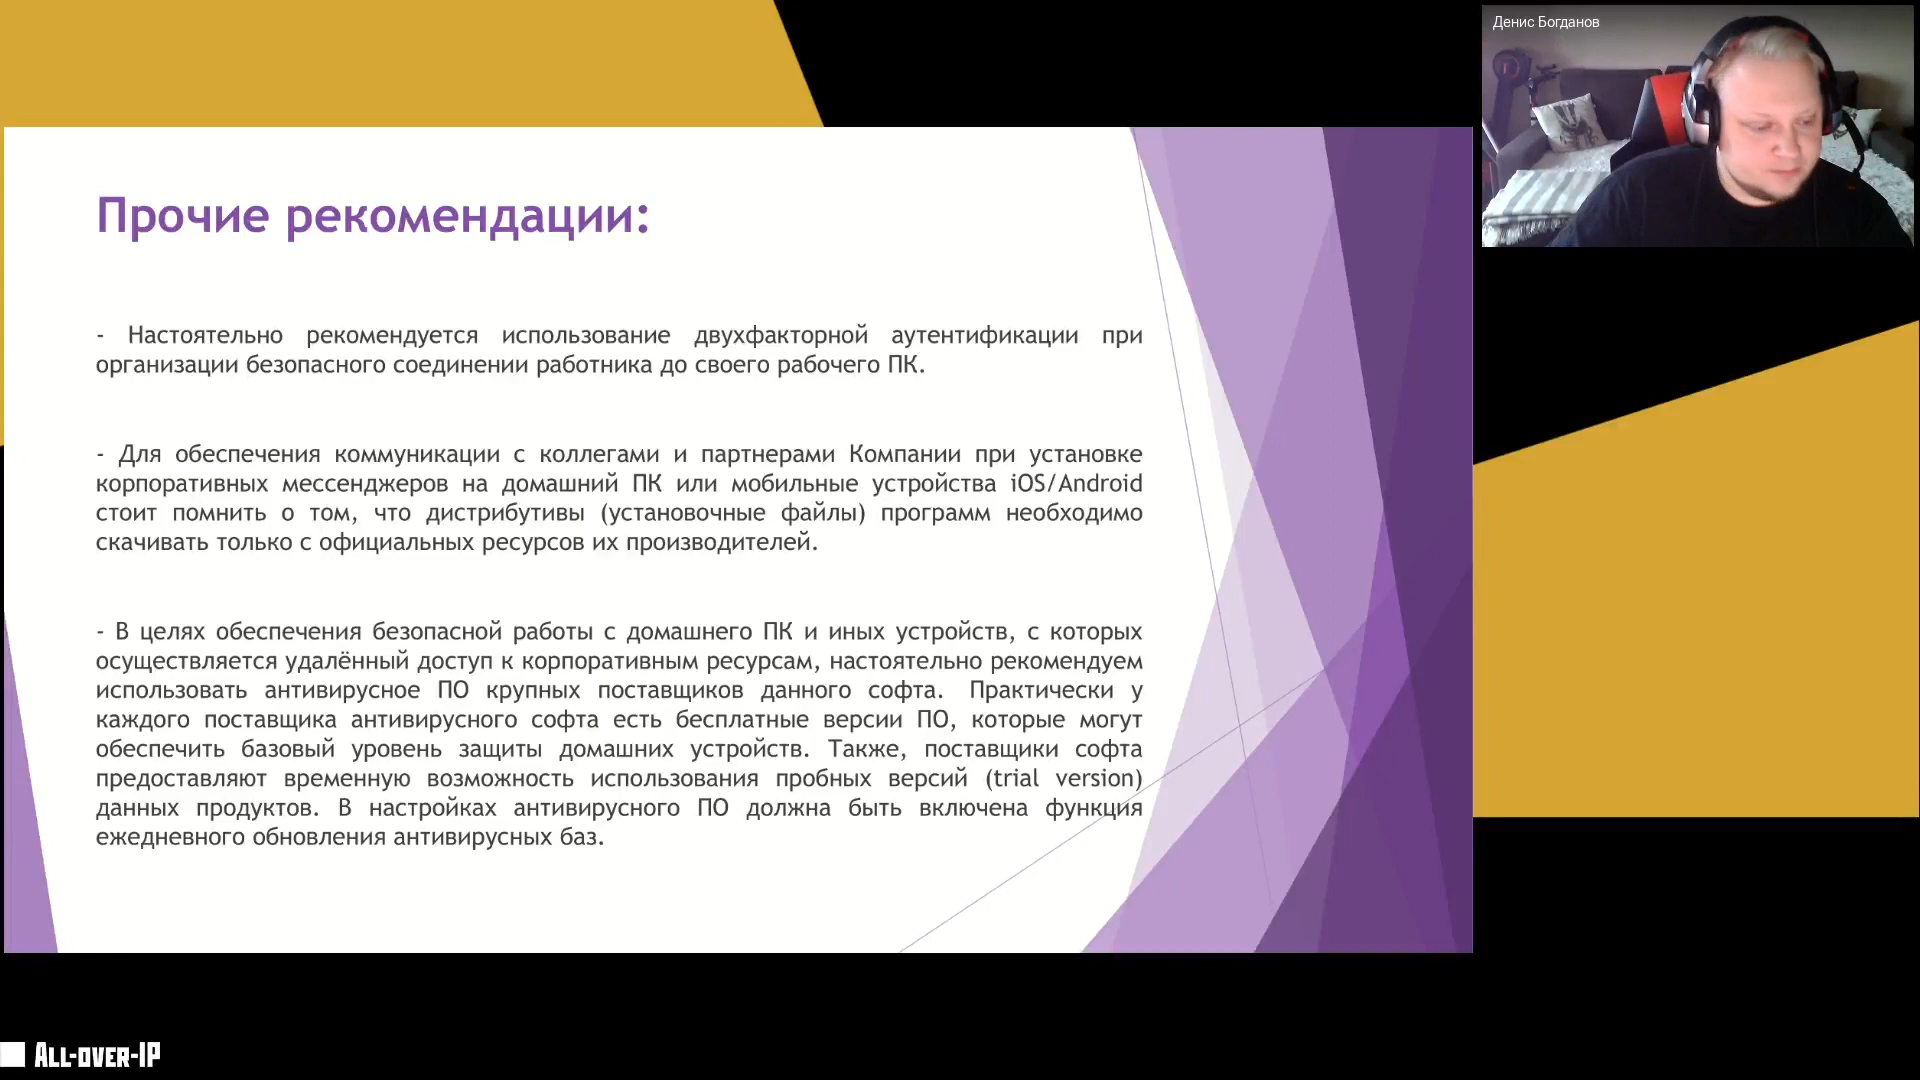 Денис Богданов
Прочие рекомендации:
- Настоятельно рекомендуется использование двухфакторной аутентификации при
организации безопасного соединении работника до своего рабочего ПК.
- Для обеспечения коммуникации с коллегами и партнерами Компании при установке
корпоративных мессенджеров на домашний ПК или мобильные устройства iOS/Android
стоит помнить о том, что дистрибутивы (установочные файлы) программ необходимо
скачивать только с официальных ресурсов их производителей.
- В целях обеспечения безопасной работы с домашнего ПК и иных устройств, с которых
осуществляется удалённый доступ к корпоративным ресурсам, настоятельно рекомендуем
использовать антивирусное ПО крупных поставщиков данного софта. Практически у
каждого поставщика антивирусного софта есть бесплатные версии ПО, которые могут
обеспечить базовый уровень защиты домашних устройств. Также, поставщики софта
предоставляют временную возможность использования пробных версий (trial version)
данных продуктов. В настройках антивирусного ПО должна быть включена функция
ежедневного обновления антивирусных баз.
ALL-OVER-IP